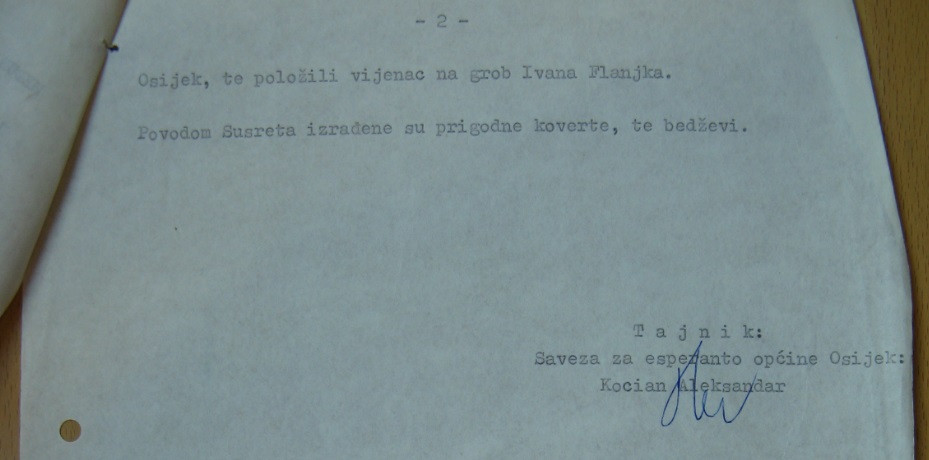 - 2 -
Osijek, te položili vijenac na grob Ivana Flanjka.
Povodom Susreta izrađene su prigodne koverte, te bedževi.
T a j n i k:
Saveza za esperanto općine Osijek:
Kocian Aleksandar